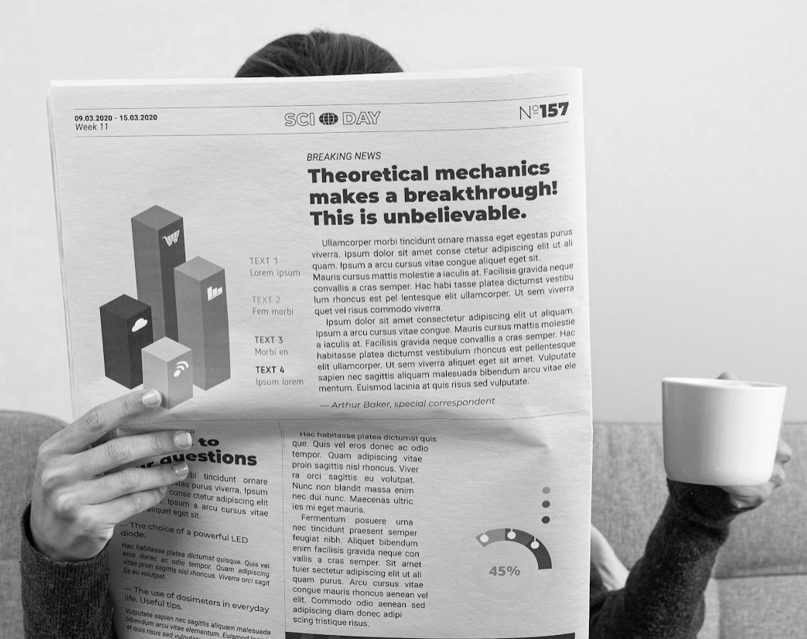 09.03.2020 - 15.03.2020
Week 11
SCI DAY
Nº157
BREAKING NEWS
Theoretical mechanics
makes a breakthrough!
This is unbelievable.
TEXT 1
Lorem ipsum
TEXT 2
Fem morbi
TEXT 3
Morbi en
TEXT 4
Ipsum lorem
Ullamcorper morbi tincidunt ornare massa eget egestas purus
viverra. Ipsum dolor sit amet conse ctetur adipiscing elit ut ali
quam. Ipsum a arcu cursus vitae congue aliquet eget sit.
Mauris cursus mattis molestie a iaculis at. Facilisis gravida neque
convallis a cras semper. Hac habi tasse platea dictumst vestibu
lum rhoncus est pel lentesque elit ullamcorper. Ut sem viverra
quet vel risus commodo viverra.
Ipsum dolor sit amet consectetur adipiscing elit ut aliquam.
Ipsum a arcu cursus vitae congue. Mauris cursus mattis molestie
a iaculis at. Facilisis gravida neque convallis a cras semper. Hac
habitasse platea dictumst vestibulum rhoncus est pellentesque
elit ullamcorper. Ut sem viverra aliquet eget sit amet. Vulputate
sapien nec sagittis aliquam malesuada bibendum arcu vitae ele
mentum. Euismod lacinia at quis risus sed vulputate.
— Arthur Baker, special correspondent
to
questions
tincidunt ornare
purus viverra. Ipsum
conse ctetur adipiscing
Ipsum a arcu cursus vitae
aliquet eget sit.
— The choice of a powerful LED
diode.
Hac habitasse platea dictumst quisque. Quis vel
eros donec ac odio tempor. Quam adipiscing
vitae proin sagittis nisl rhoncus. Viverra orci sagit
tis eu volutpat.
— The use of dosimeters in everyday
life. Useful tips.
Vulputate sapien nec sagittis aliquam malesuada
bibendum arcu vitae elementum. Euismod
at quis risus sed vulputate
Hac habitasse platea dictumst quis
que. Quis vel eros donec ac odio
tempor. Quam adipiscing vitae
proin sagittis nisl rhoncus. Viver
ra orci sagittis eu volutpat.
Nunc non blandit massa enim
nec dui nunc. Maecenas ultric
ies mi eget mauris.
Fermentum posuere urna
nec tincidunt praesent semper
feugiat nibh. Aliquet bibendum
enim facilisis gravida neque con
vallis a cras semper. Sit amet
tuier sectetur adipiscing elit ut ali
quam purus. Arcu cursus vitae
congue mauris rhoncus aenean vel
elit. Commodo odio aenean sed
adipiscing diam donec adipi
scing tristique risus.
45%